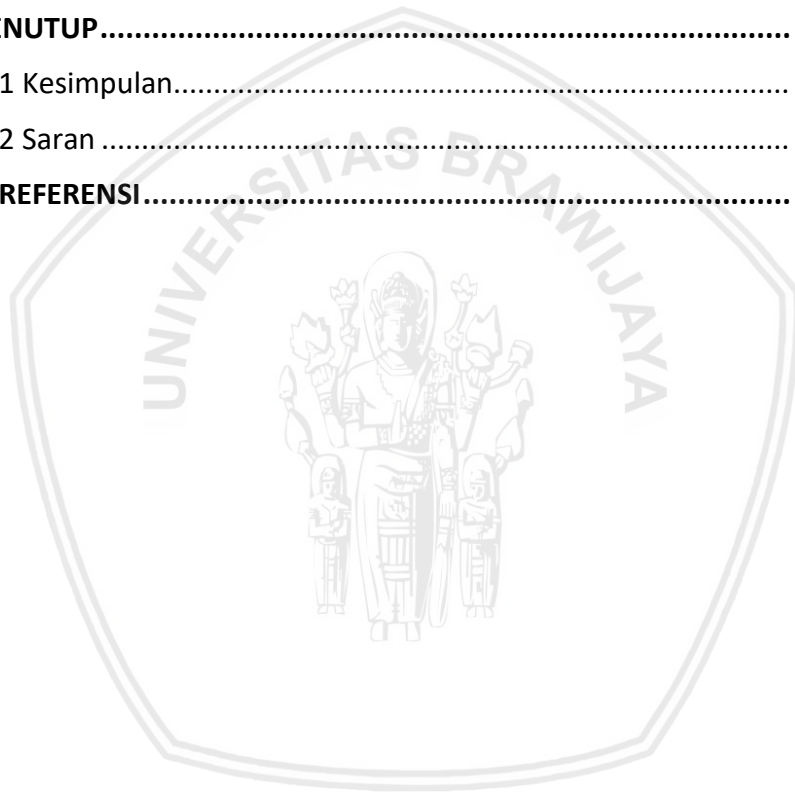 ENUTUP................................................................................
1 Kesimpulan.......................................................................
2 Saran ................................................................................
REFERENSI...........................................................................
UNIVERSITAS BRAWIJAYA